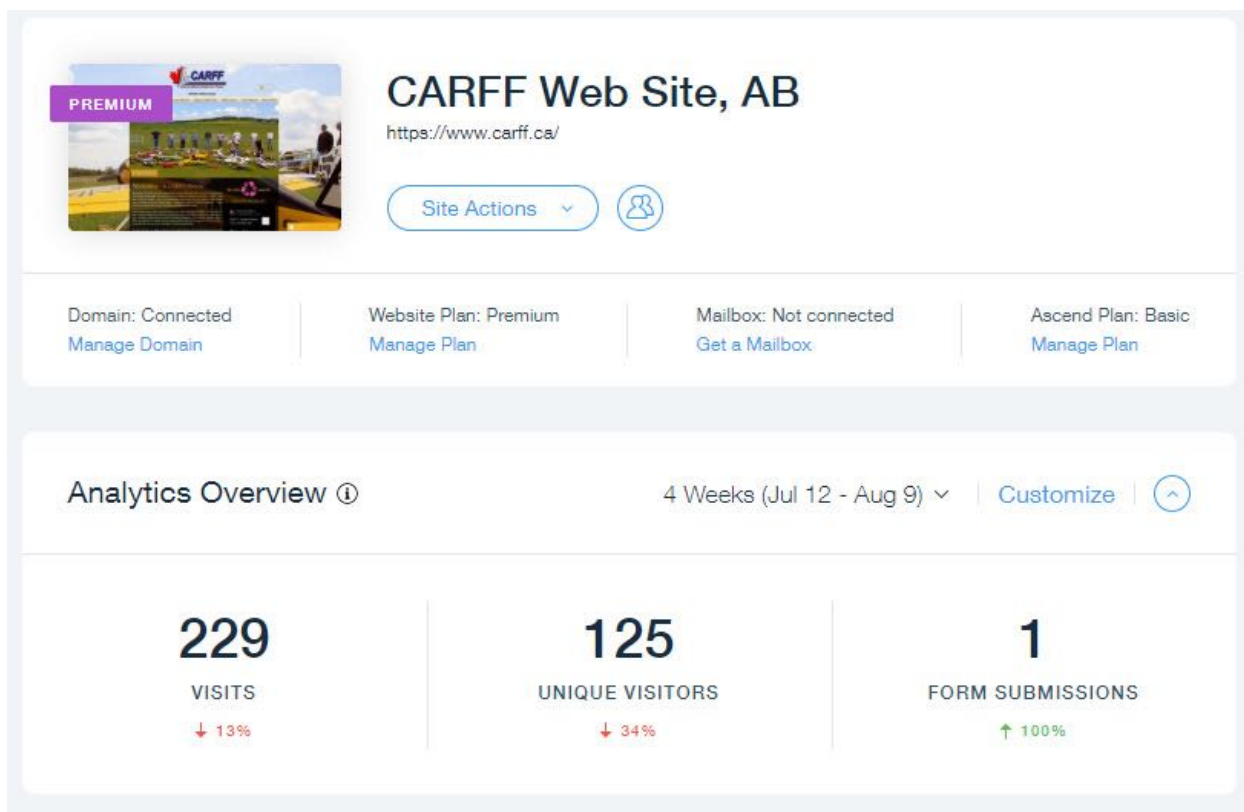 CARFF
PREMIUM
CARFF Web Site, AB
https://www.carff.ca/
Site Actions
Domain: Connected
Manage Domain
Website Plan: Premium
Manage Plan
Mailbox: Not connected
Get a Mailbox
Ascend Plan: Basic
Manage Plan
Analytics Overview
4 Weeks (Jul 12 - Aug 9)
Customize
229
VISITS
↓ 13%
125
UNIQUE VISITORS
↓ 34%
1
FORM SUBMISSIONS
↑ 100%